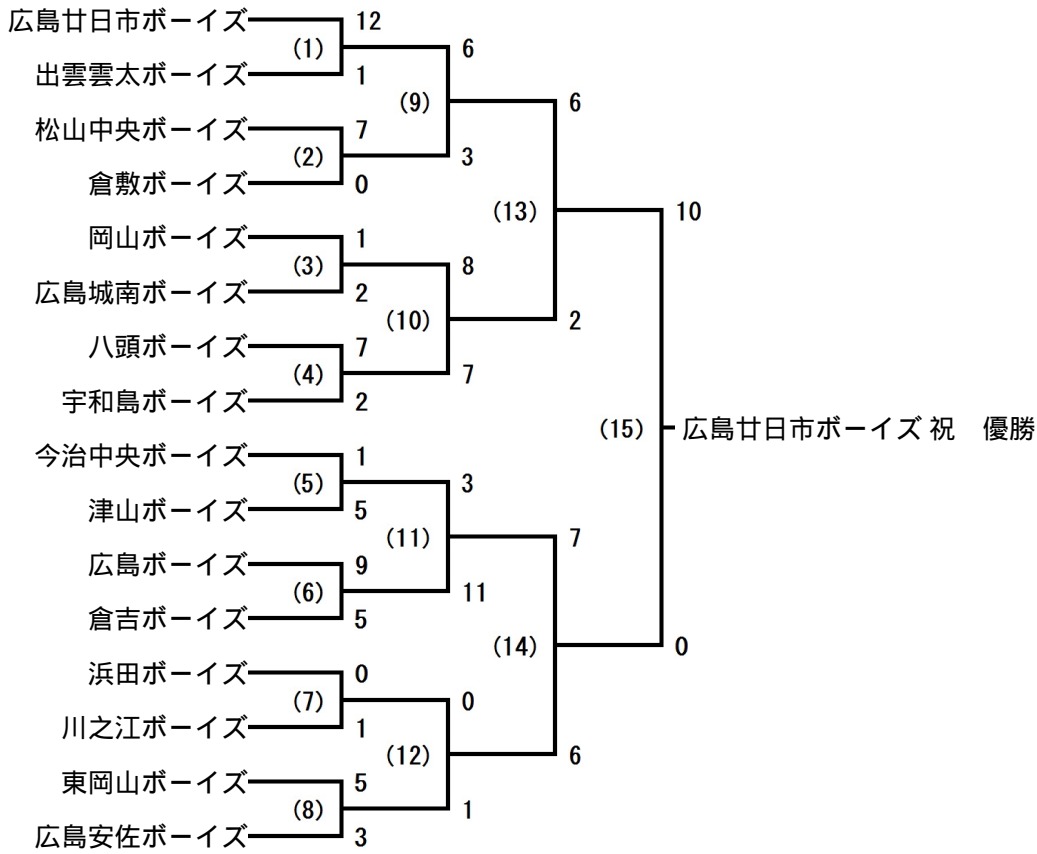 広島廿日市ボーイズ 12
(1) 6
出雲雲太ボーイズ 1
(9) 6
松山中央ボーイズ 7
(2) 3
倉敷ボーイズ 0
(13) 10
岡山ボーイズ 1
(3) 8
広島城南ボーイズ 2
(10) 2
八頭ボーイズ 7
(4) 7
宇和島ボーイズ 2
(15) 広島廿日市ボーイズ 祝 優勝
今治中央ボーイズ 1
(5) 3
津山ボーイズ 5
(11) 7
広島ボーイズ 9
(6) 11
倉吉ボーイズ 5
(14) 0
浜田ボーイズ 0
(7) 0
川之江ボーイズ 1
(12) 6
東岡山ボーイズ 5
(8) 1
広島安佐ボーイズ 3